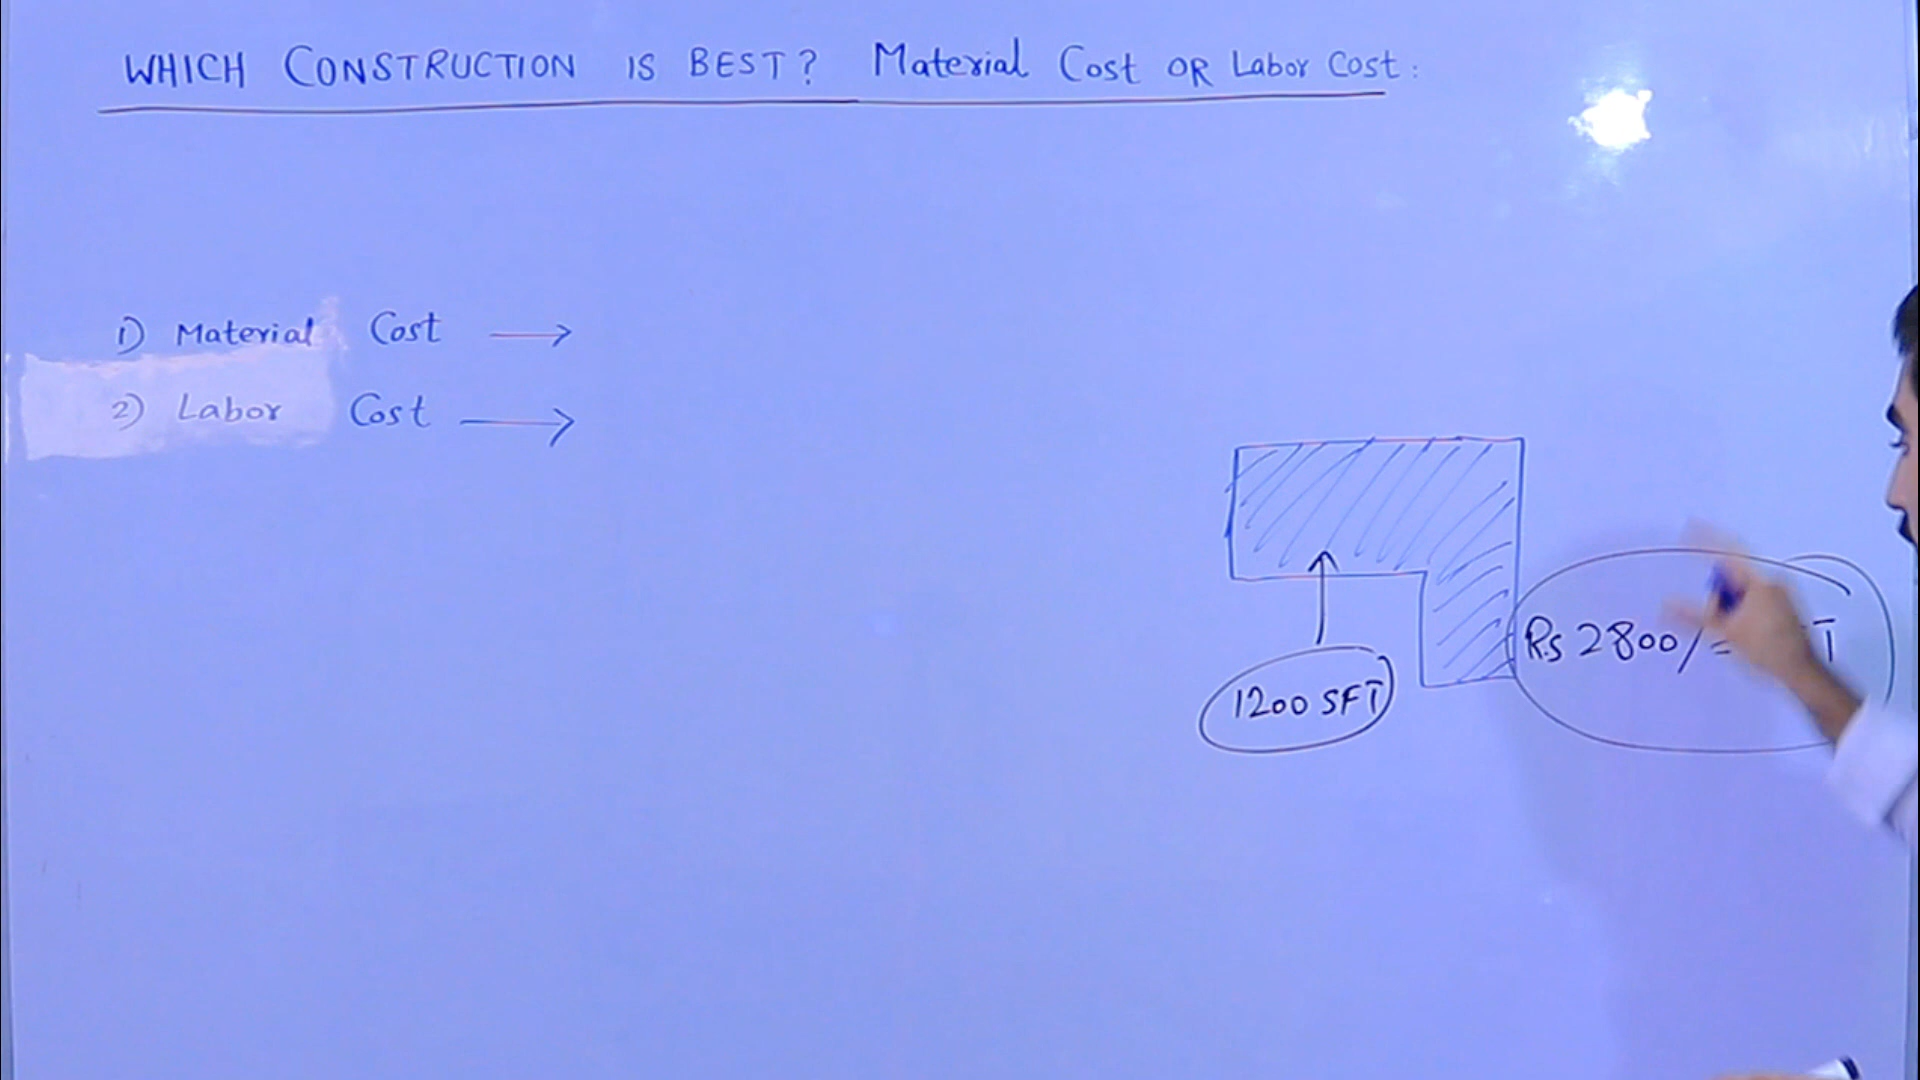 WHICH CONSTRUCTION IS BEST? Material Cost OR Labor Cost:
1) Material Cost →
2) Labor Cost →
Rs 2800/=
1200 SFT